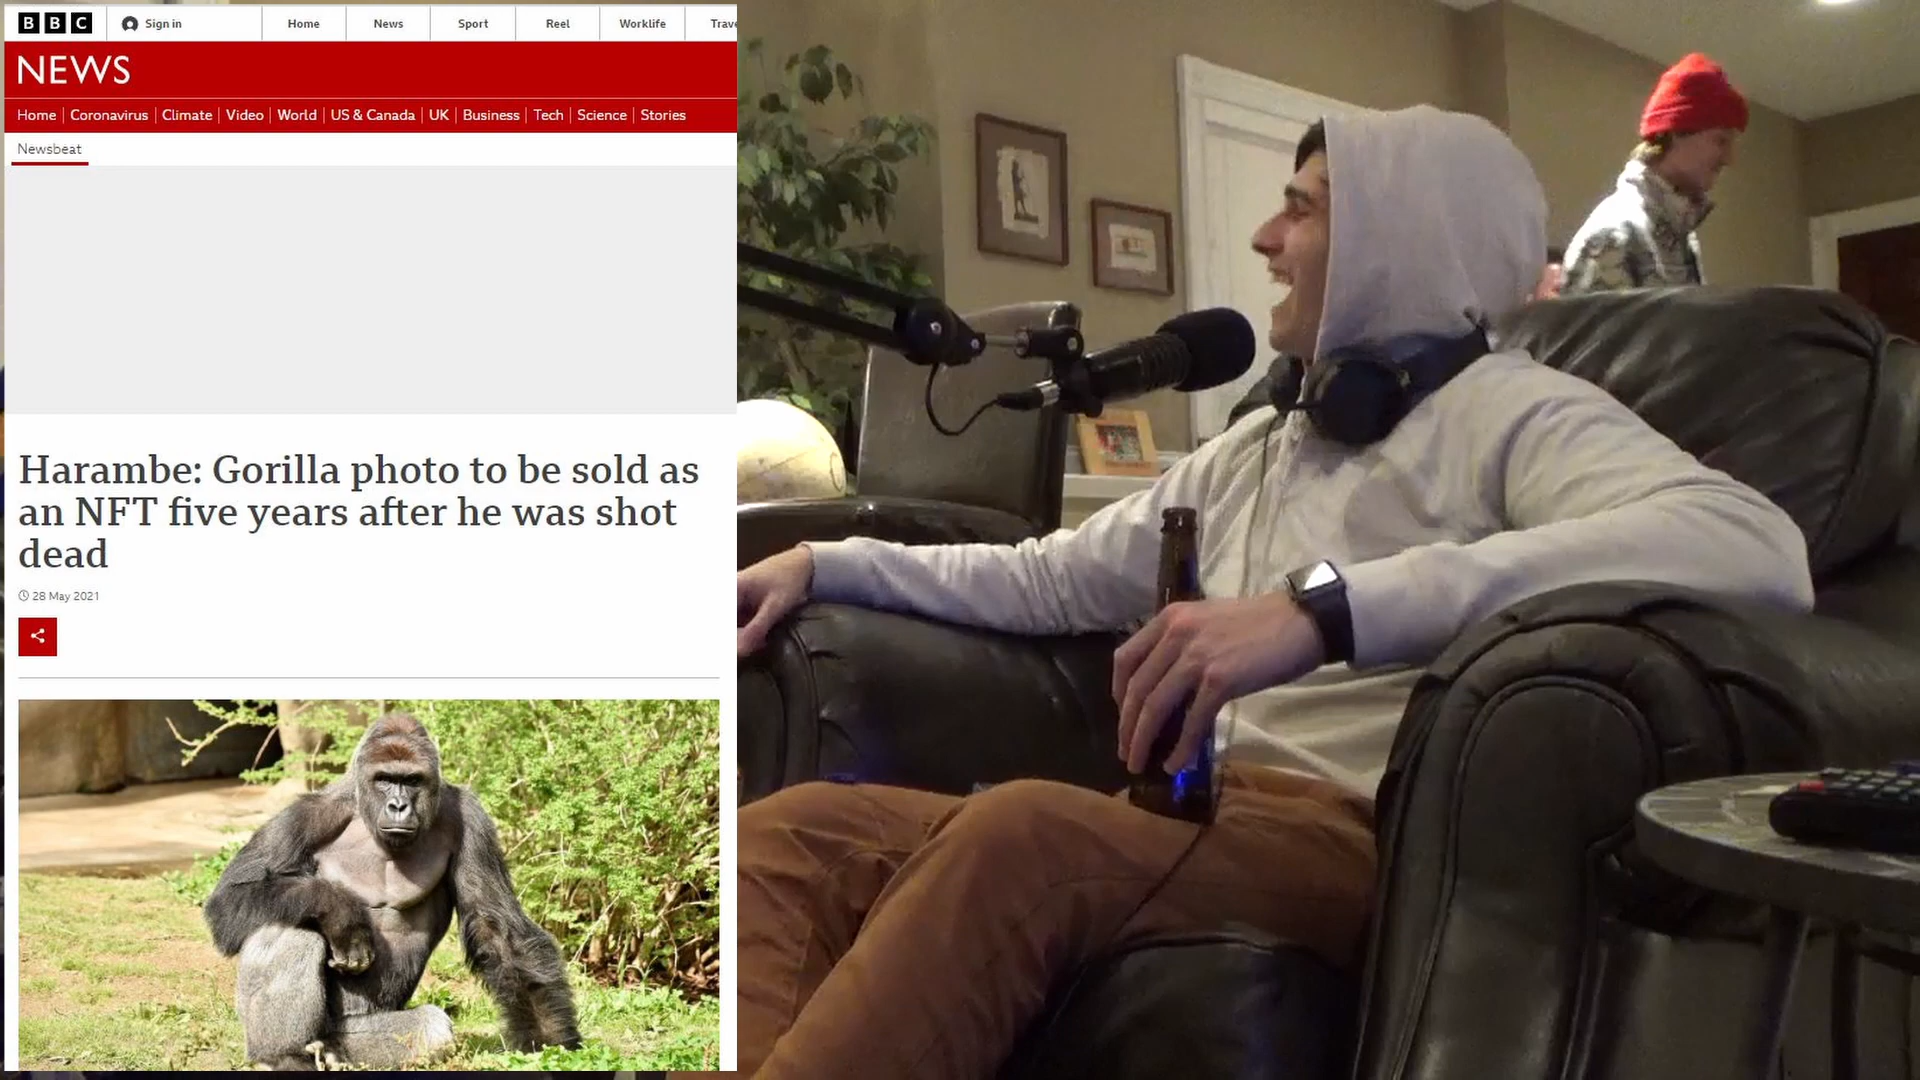 BBC Sign in Home News Sport Reel Worklife Trave
NEWS
Home Coronavirus Climate Video World US & Canada UK Business Tech Science Stories
Newsbeat
Harambe: Gorilla photo to be sold as
an NFT five years after he was shot
dead
28 May 2021